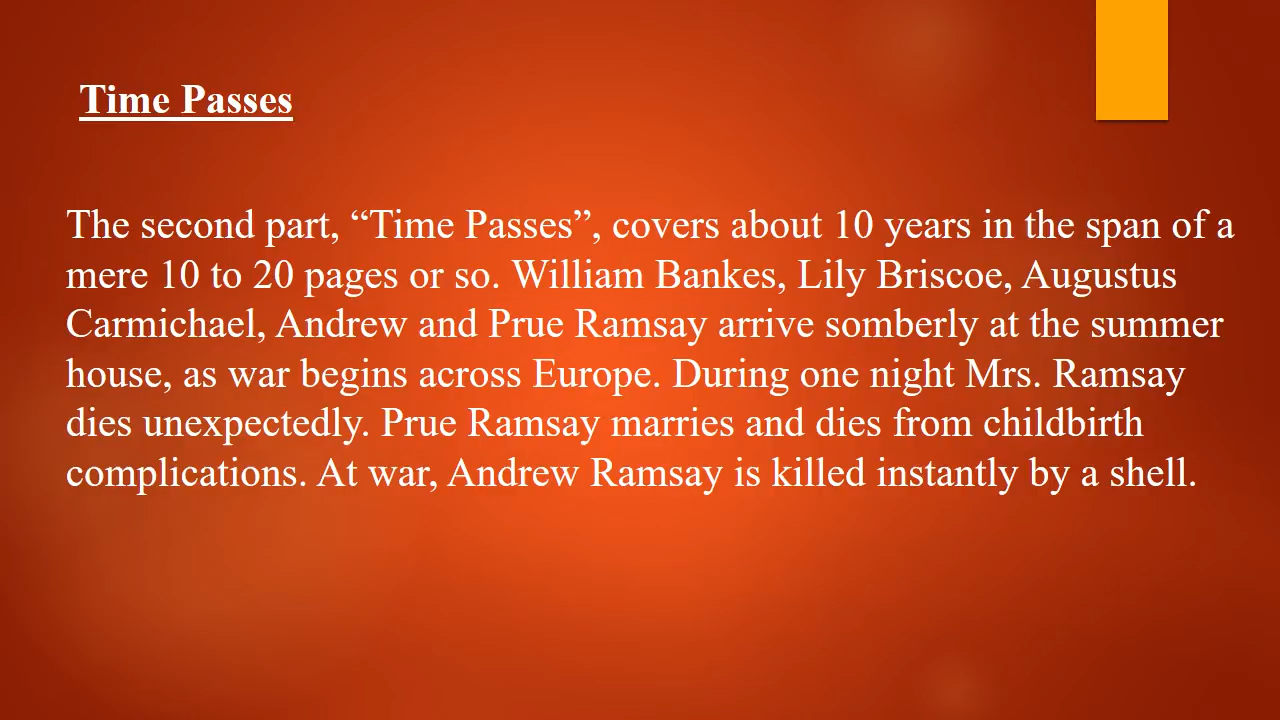 Time Passes
The second part, “Time Passes”, covers about 10 years in the span of a
mere 10 to 20 pages or so. William Bankes, Lily Briscoe, Augustus
Carmichael, Andrew and Prue Ramsay arrive somberly at the summer
house, as war begins across Europe. During one night Mrs. Ramsay
dies unexpectedly. Prue Ramsay marries and dies from childbirth
complications. At war, Andrew Ramsay is killed instantly by a shell.